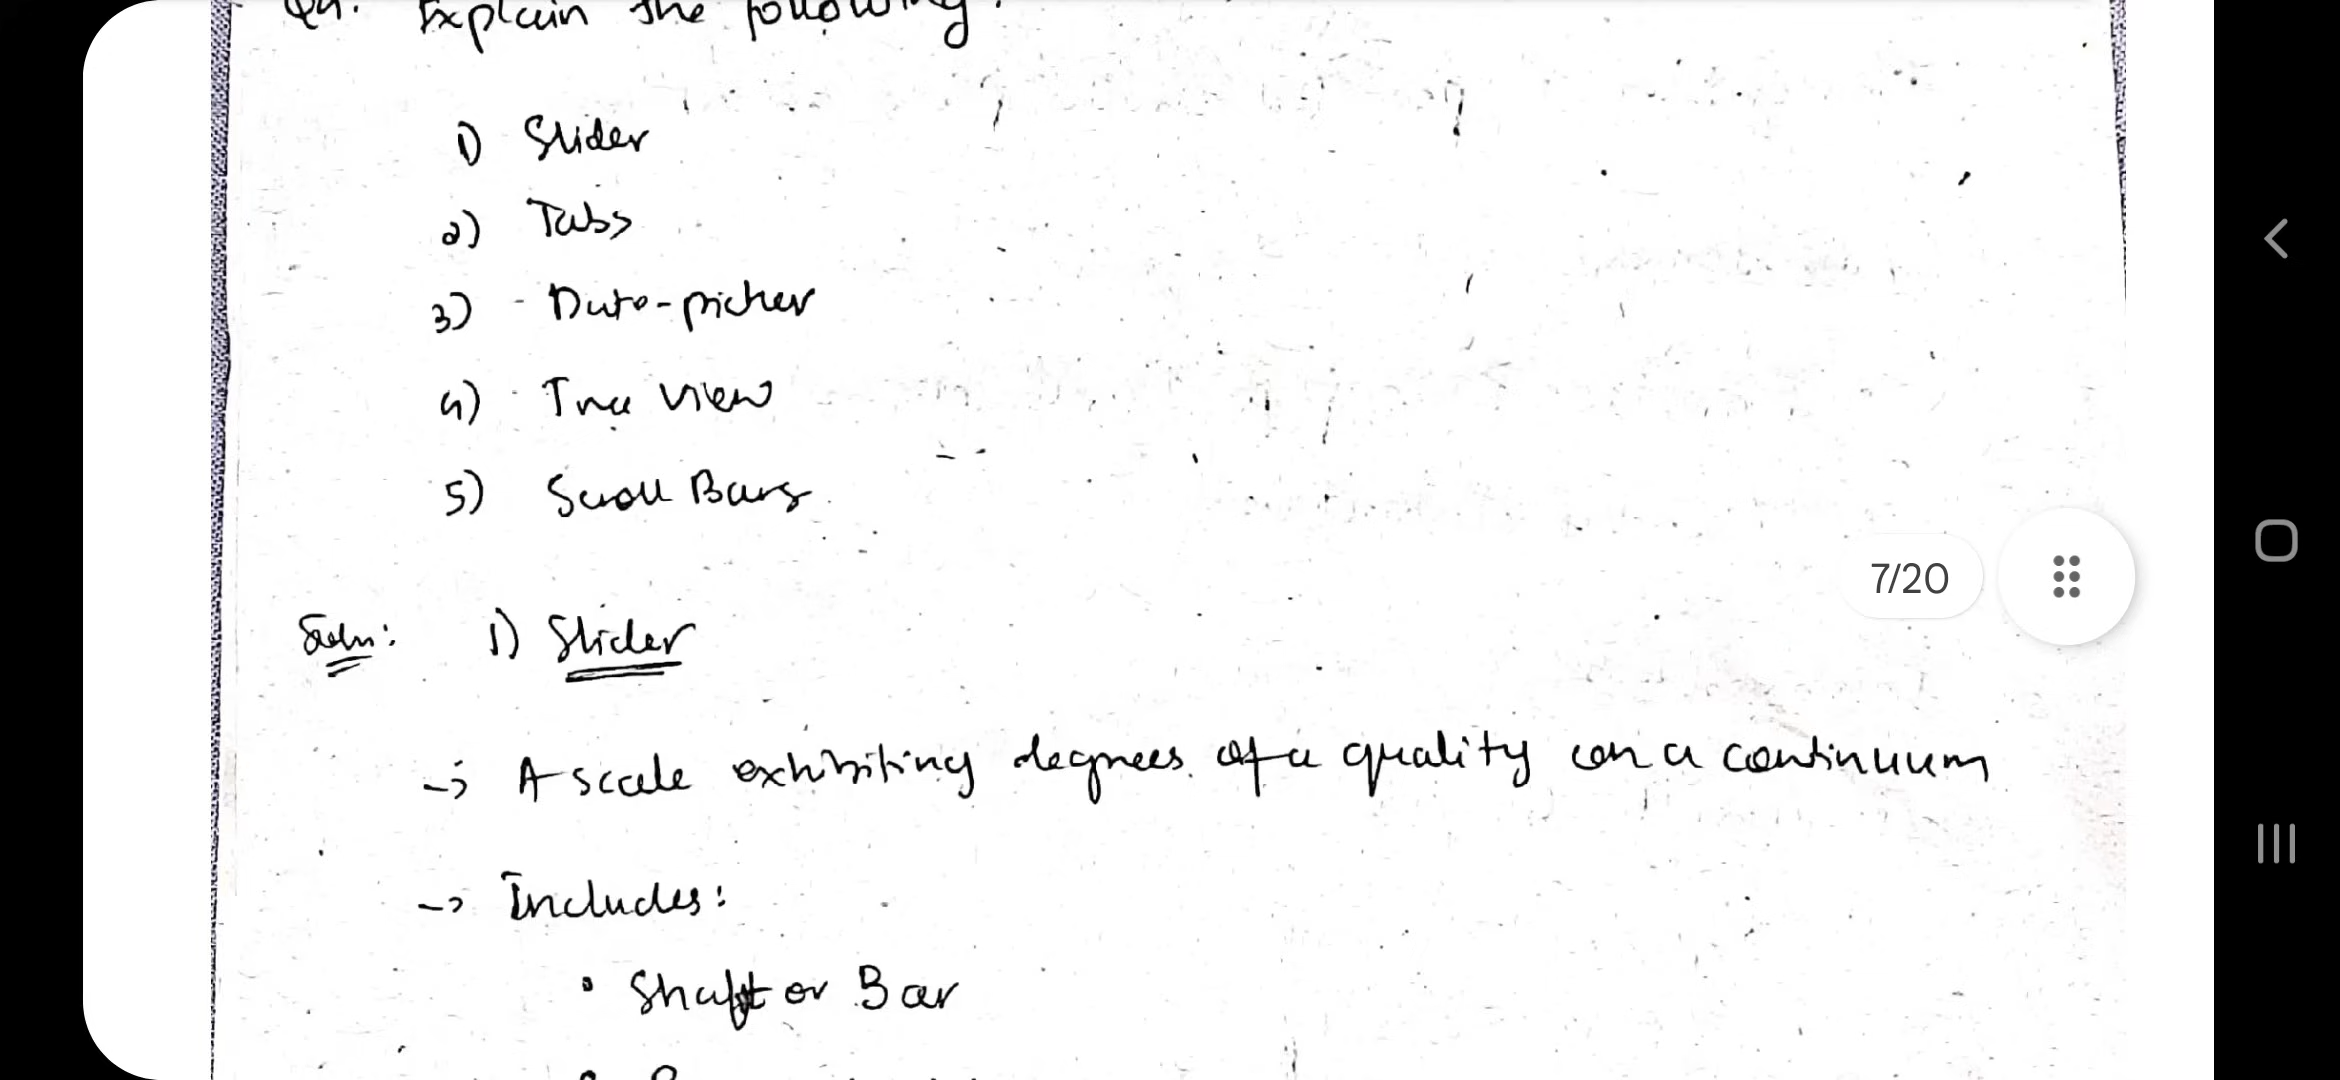 Q4. Explain the following:
1) Slider
2) Tabs
3) - Date-picker
4) - Tree View
5) Scroll Bars.
Soln: 1) Slider
-> A scale exhibiting degrees of a quality on a continuum
-> Includes:
• Shaft or Bar
7/20